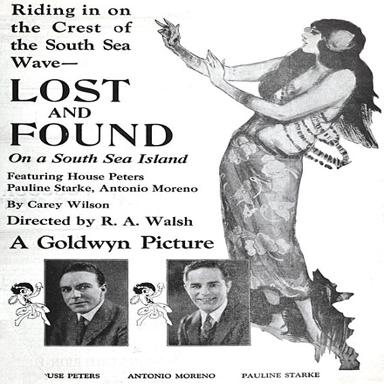 Riding in on
the Crest of
the South Sea
Wave—
LOST
AND
FOUND
On a South Sea Island
Featuring House Peters
Pauline Starke, Antonio Moreno
By Carey Wilson
Directed by R. A. Walsh
A Goldwyn Picture
'USE PETERS ANTONIO MORENO PAULINE STARKE